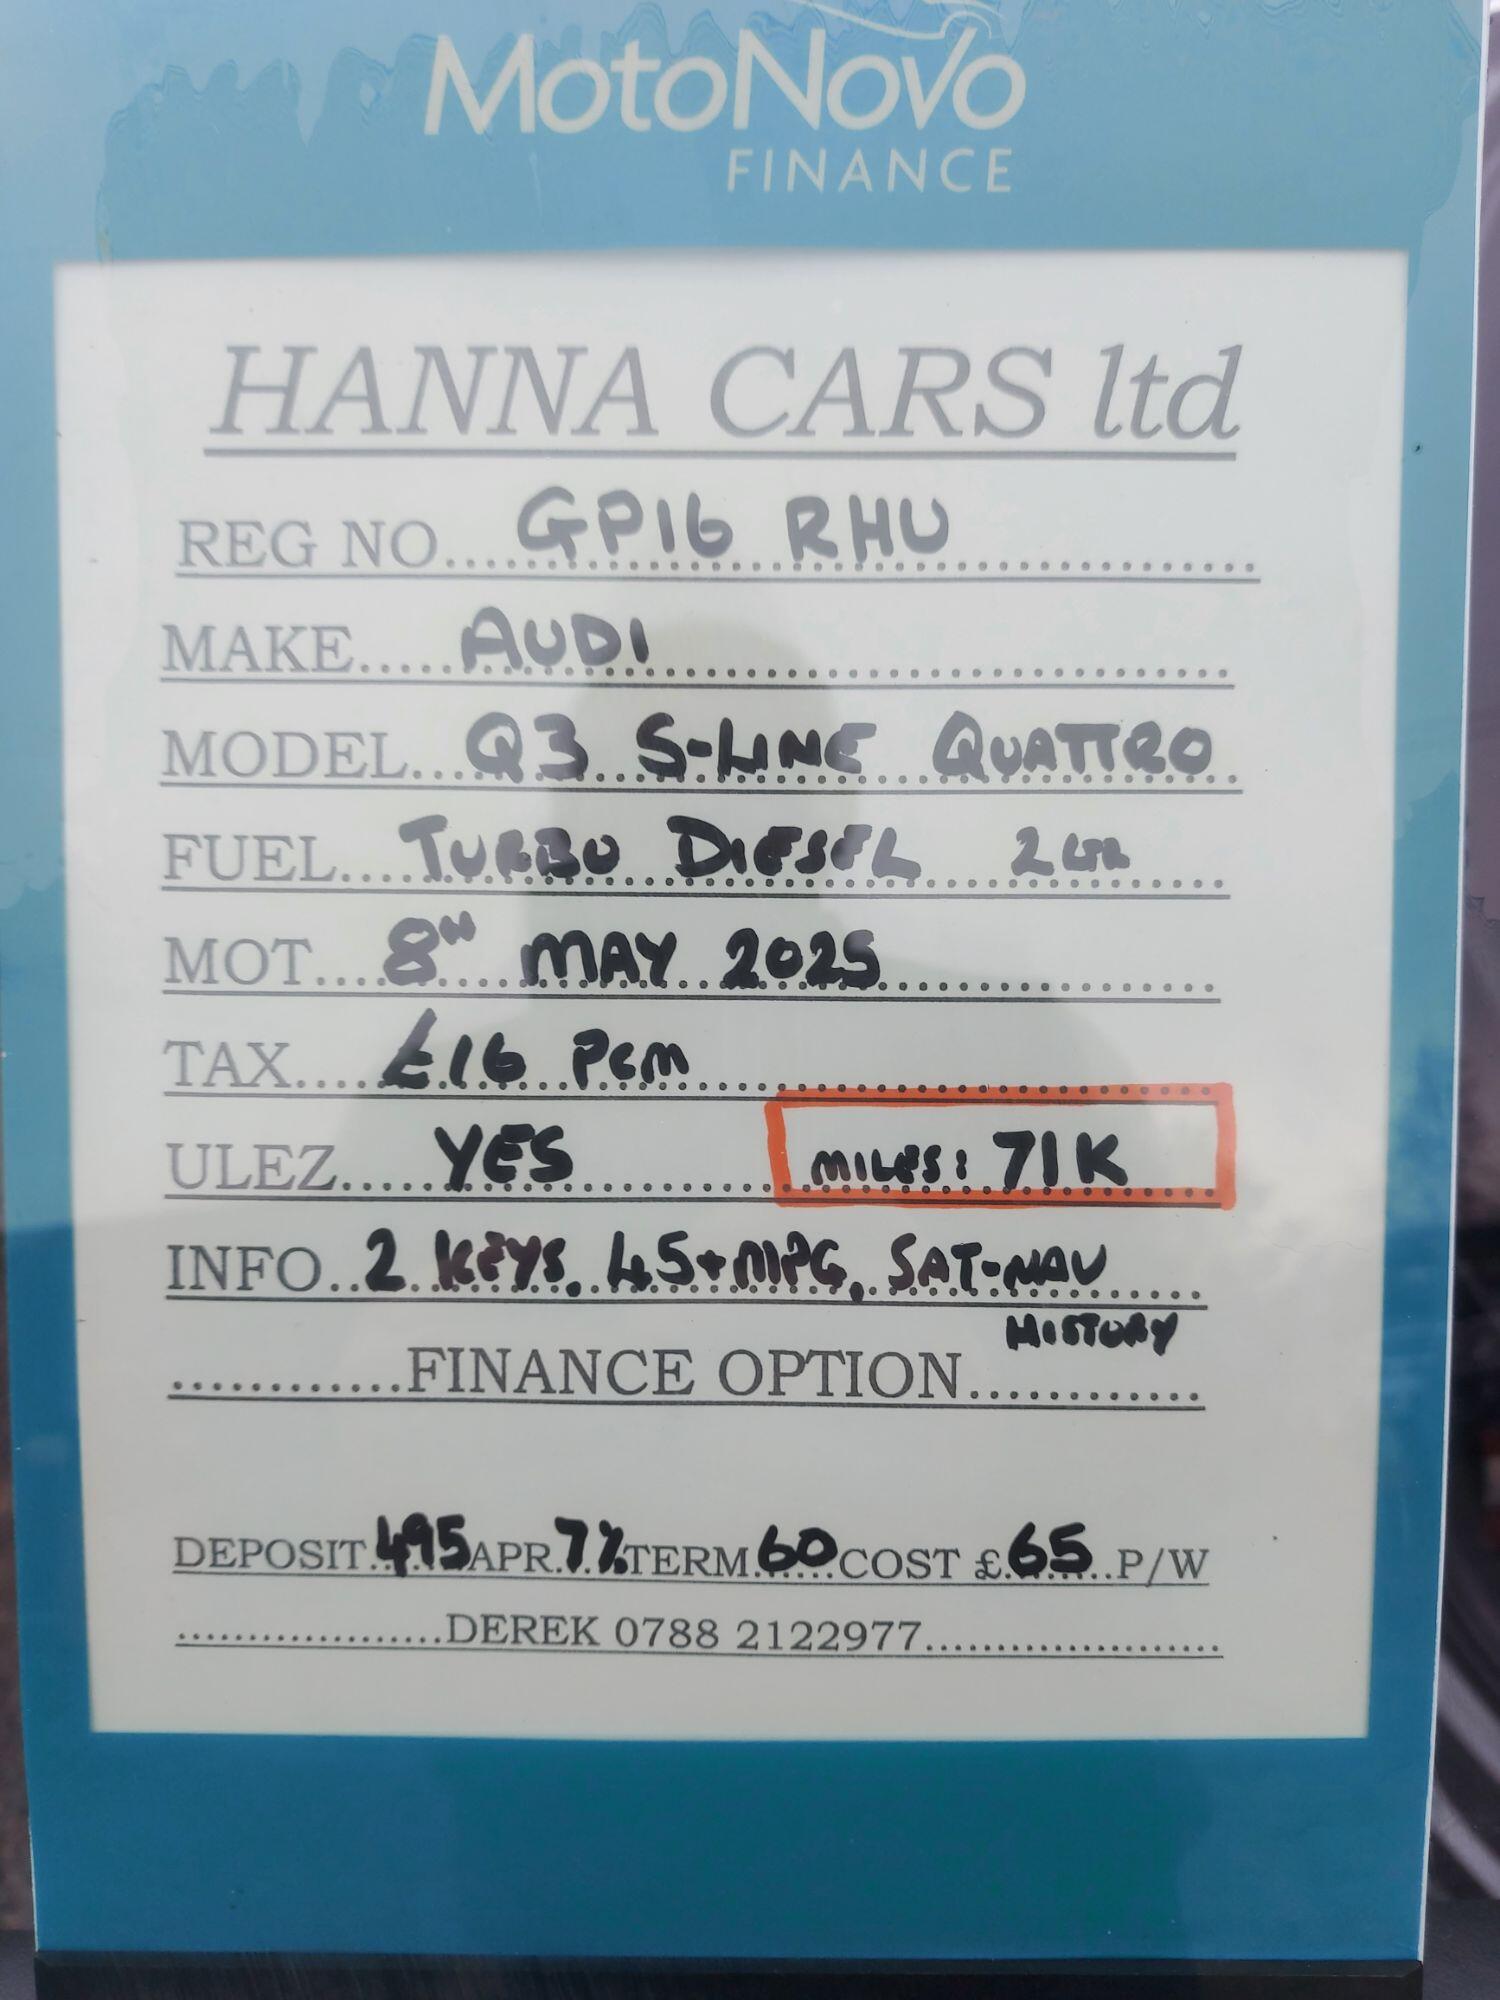 MotoNovo
FINANCE
HANNA CARS ltd
REG NO....GP16 RHU....
MAKE.....AUDI....
MODEL...Q3 S-LINE QUATTRO
FUEL....TURBO DIESEL 2 LTR
MOT....8TH MAY 2025....
TAX....£16 PCM....
ULEZ....YES.... MILES: 71K
INFO..2 KEYS, 45+MPG, SAT-NAV
HISTORY
............FINANCE OPTION............
DEPOSIT.495 APR.7% TERM.60 COST £.65..P/W
...................DEREK 0788 2122977.....................